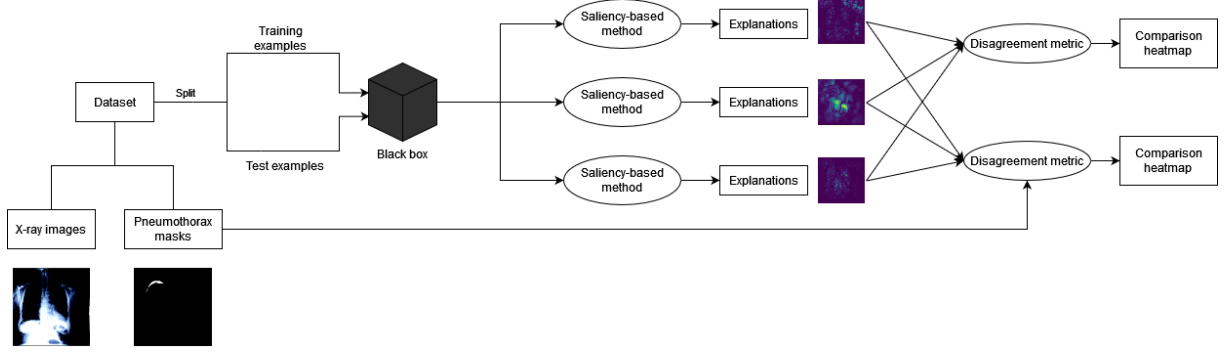 Training
examples
Dataset
Split
Test examples
Black box
X-ray images
Pneumothorax
masks
Saliency-based
method
Explanations
Saliency-based
method
Explanations
Saliency-based
method
Explanations
Disagreement metric
Comparison
heatmap
Disagreement metric
Comparison
heatmap